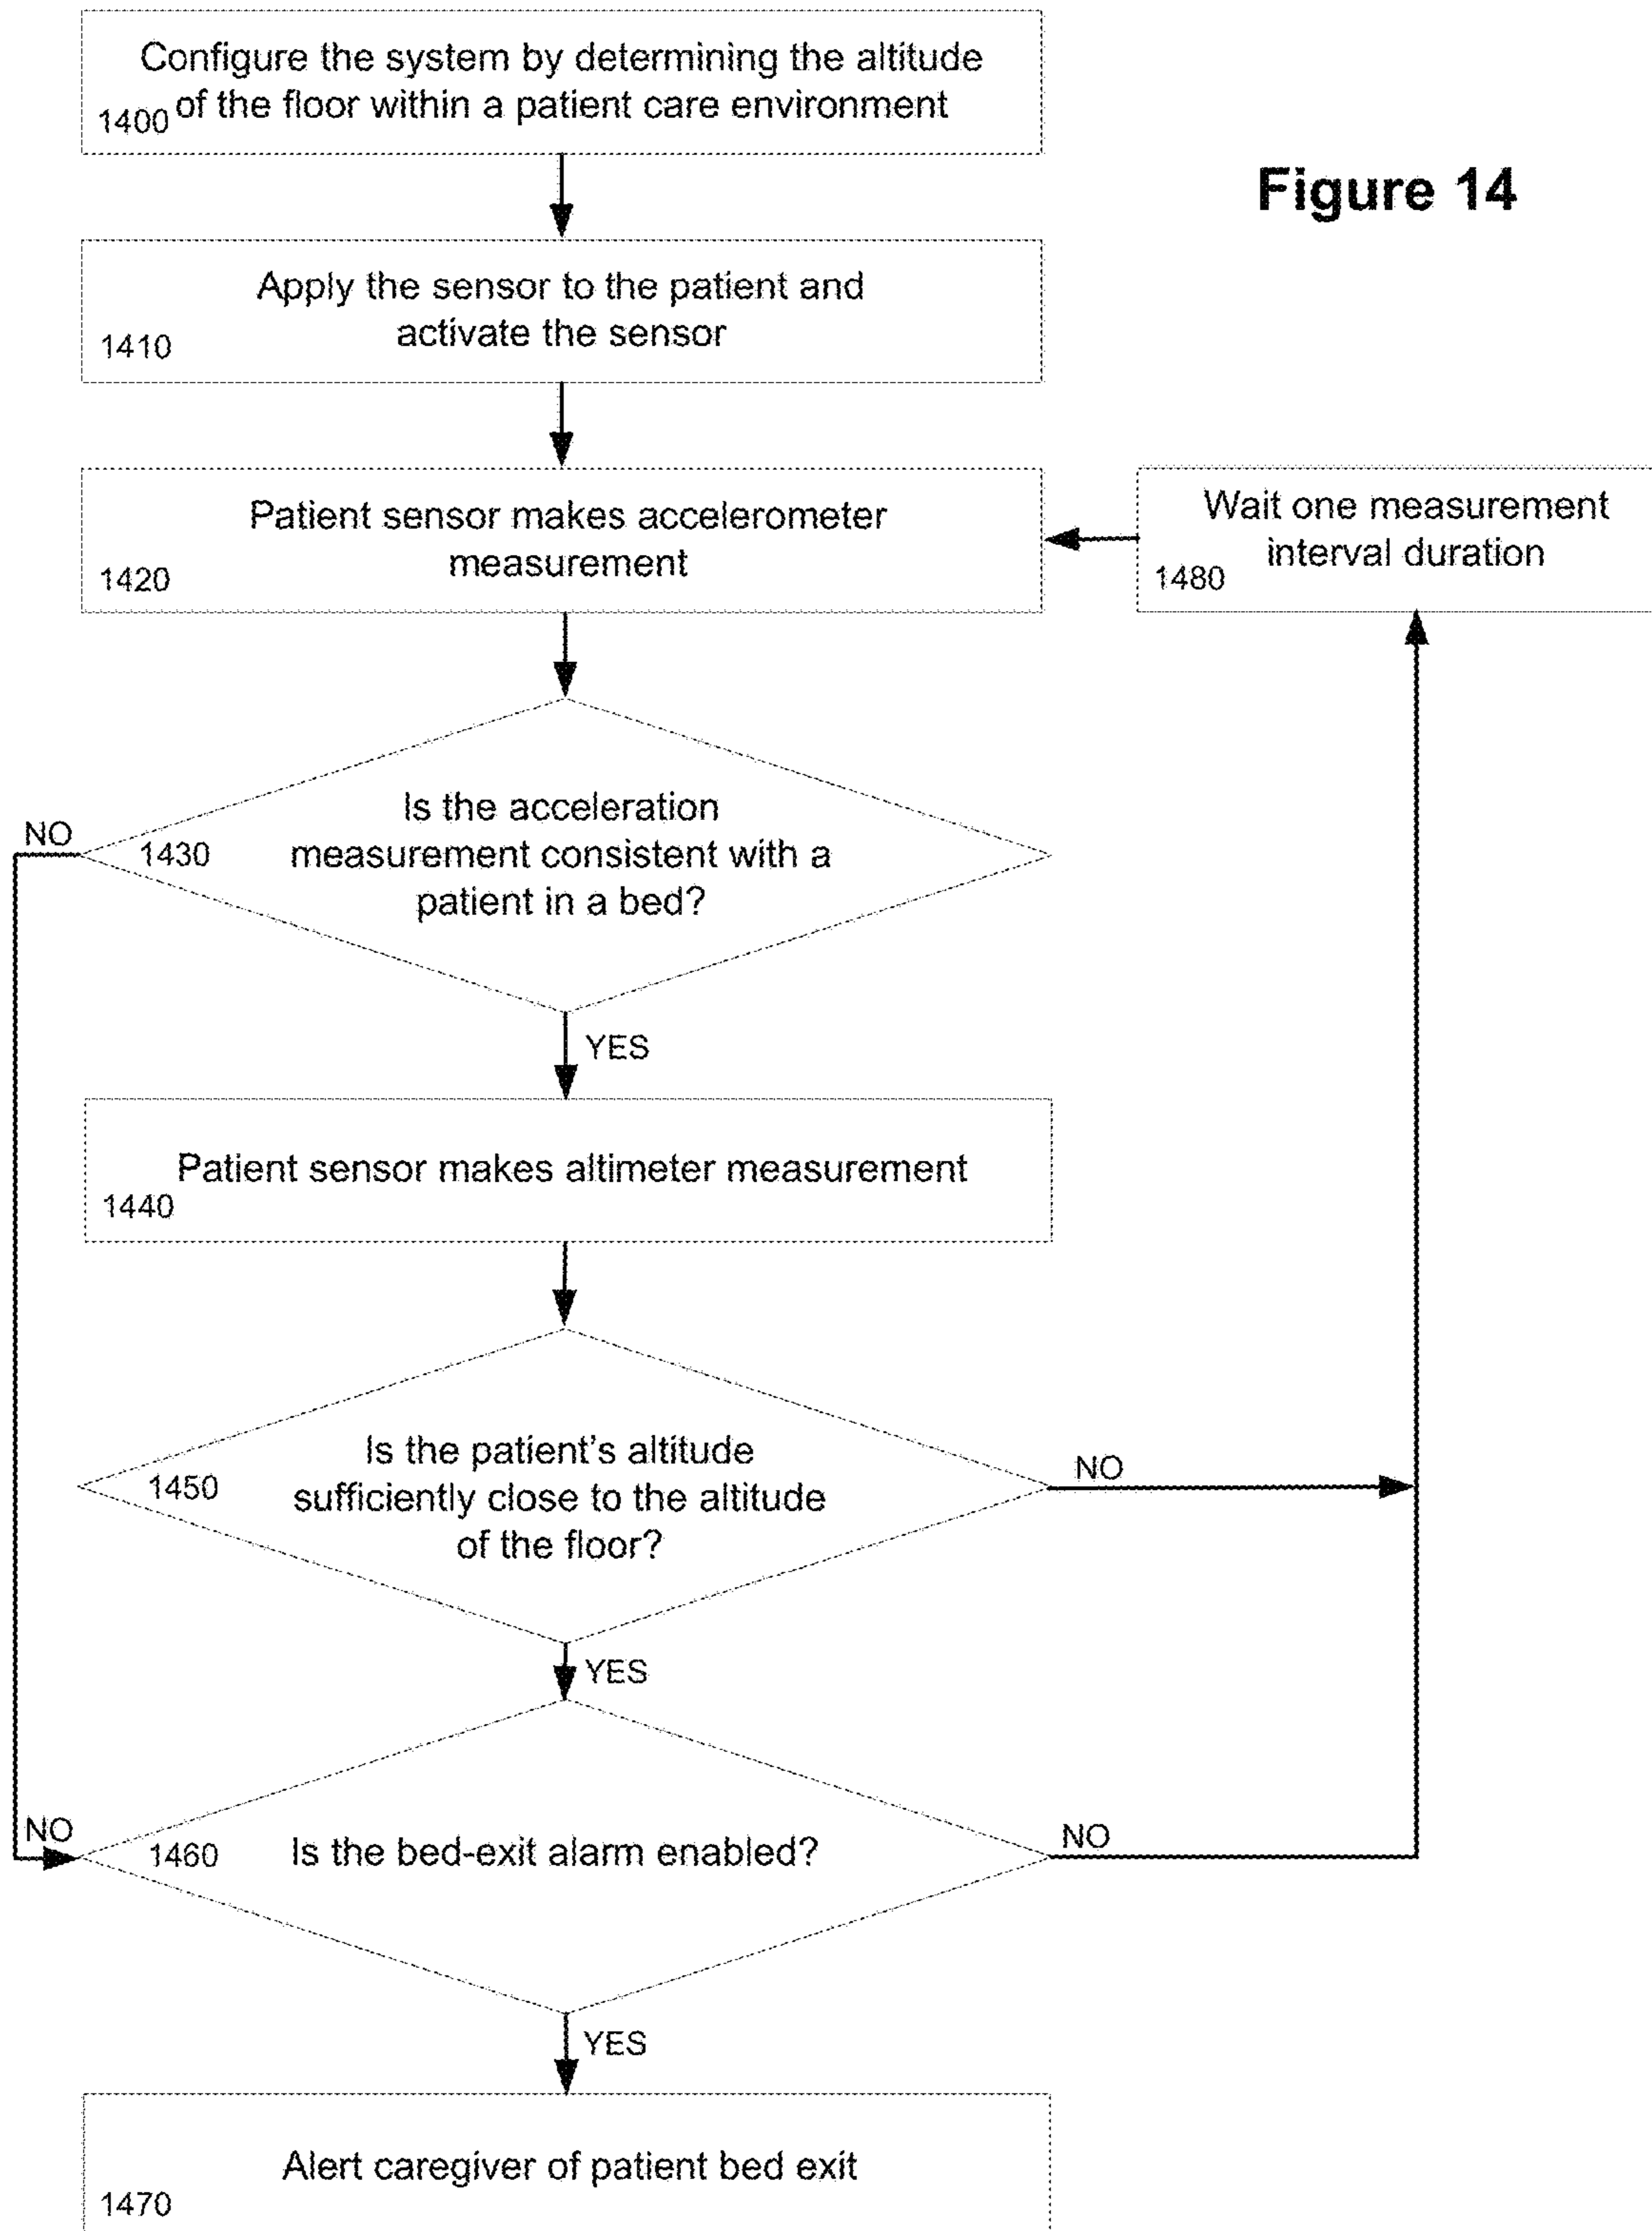 Configure the system by determining the altitude
of the floor within a patient care environment
1400
Figure 14
Apply the sensor to the patient and
activate the sensor
1410
Patient sensor makes accelerometer
measurement
1420
Wait one measurement
interval duration
1480
Is the acceleration
measurement consistent with a
patient in a bed?
1430
NO
YES
Patient sensor makes altimeter measurement
1440
Is the patient's altitude
sufficiently close to the altitude
of the floor?
1450
NO
YES
NO
1460
Is the bed-exit alarm enabled?
NO
YES
Alert caregiver of patient bed exit
1470